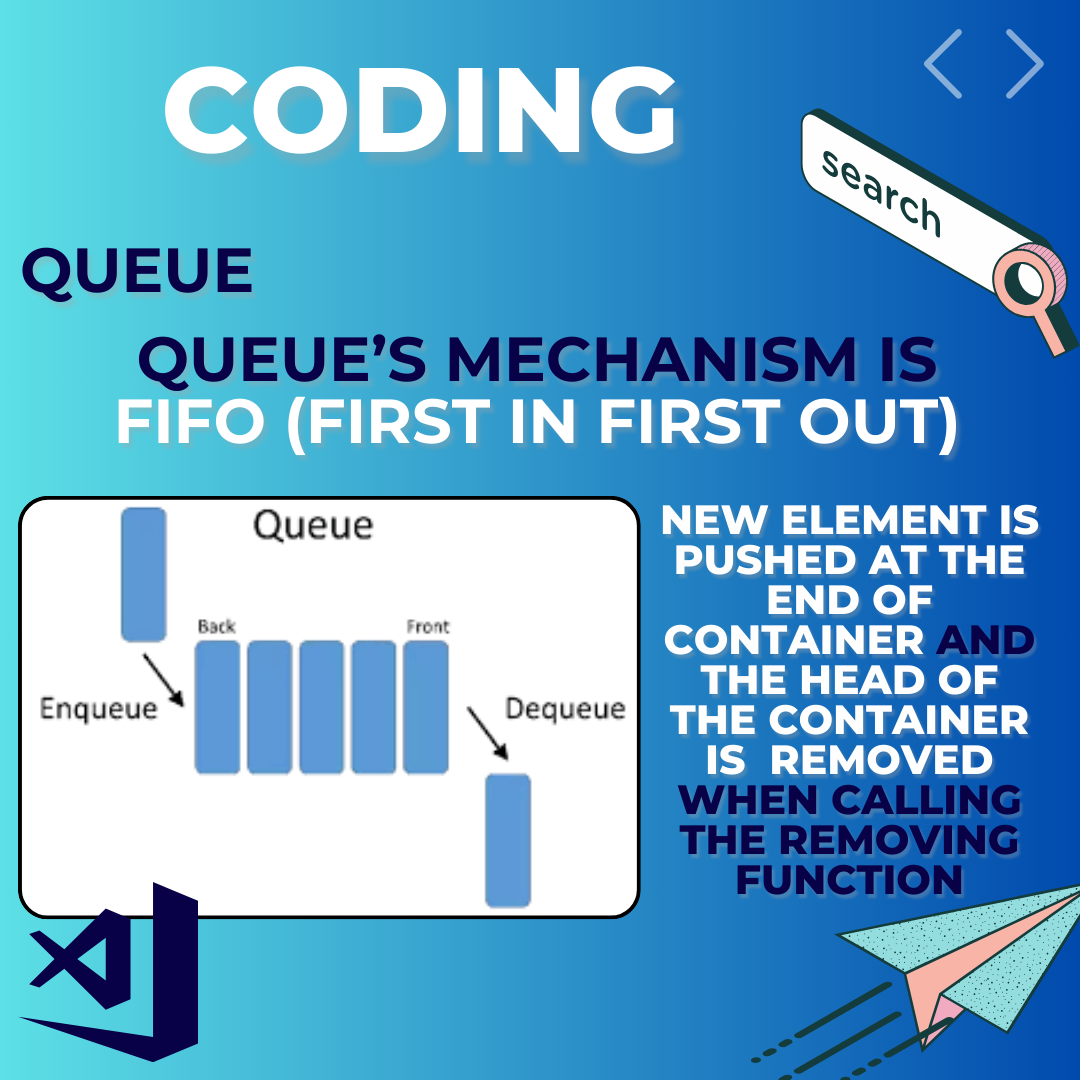 CODING
search
QUEUE
QUEUE’S MECHANISM IS
FIFO (FIRST IN FIRST OUT)
Queue
Back
Front
Enqueue
Dequeue
NEW ELEMENT IS
PUSHED AT THE
END OF
CONTAINER AND
THE HEAD OF
THE CONTAINER
IS REMOVED
WHEN CALLING
THE REMOVING
FUNCTION